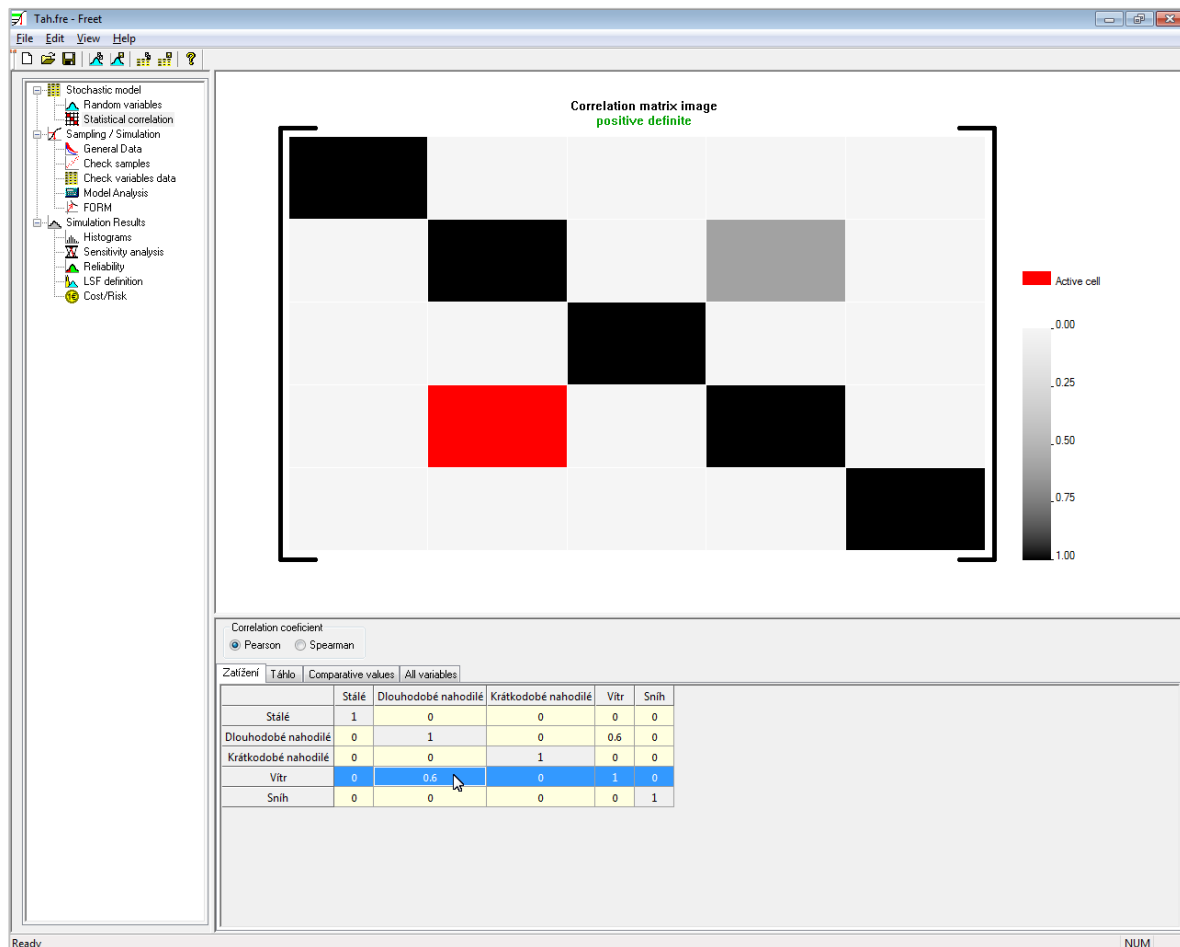 Tah.fre - Freet
File Edit View Help
Stochastic model
Random variables
Statistical correlation
Sampling / Simulation
General Data
Check samples
Check variables data
Model Analysis
FORM
Simulation Results
Histograms
Sensitivity analysis
Reliability
LSF definition
Cost/Risk
Correlation matrix image
positive definite
Active cell
0.00
0.25
0.50
0.75
1.00
Correlation coeficient
Pearson Spearman
Zatížení Táhlo Comparative values All variables
Stálé Dlouhodobé nahodilé Krátkodobé nahodilé Vítr Sníh
Stálé 1 0 0 0 0
Dlouhodobé nahodilé 0 1 0 0.6 0
Krátkodobé nahodilé 0 0 1 0 0
Vítr 0 0.6 0 1 0
Sníh 0 0 0 0 1
Ready NUM